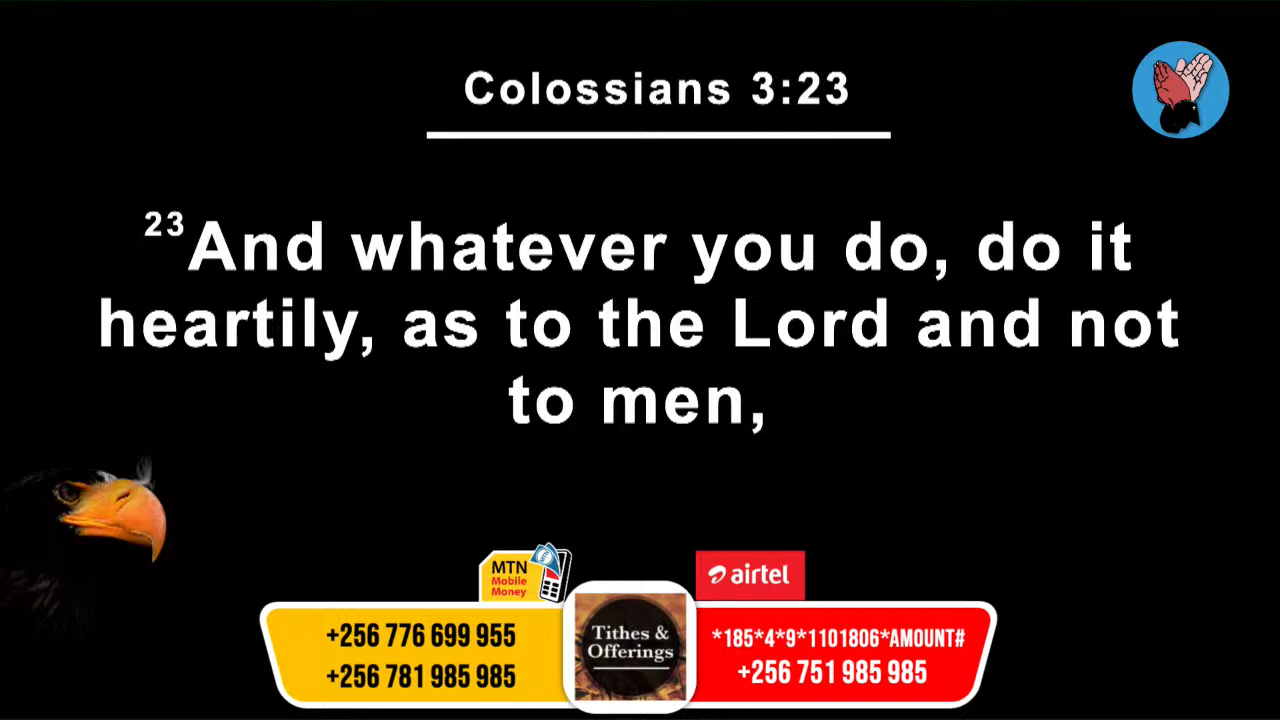 Colossians 3:23
23And whatever you do, do it
heartily, as to the Lord and not
to men,
MTN
Mobile
Money
airtel
+256 776 699 955
+256 781 985 985
Tithes &
Offerings
*185*4*9*1101806*AMOUNT#
+256 751 985 985